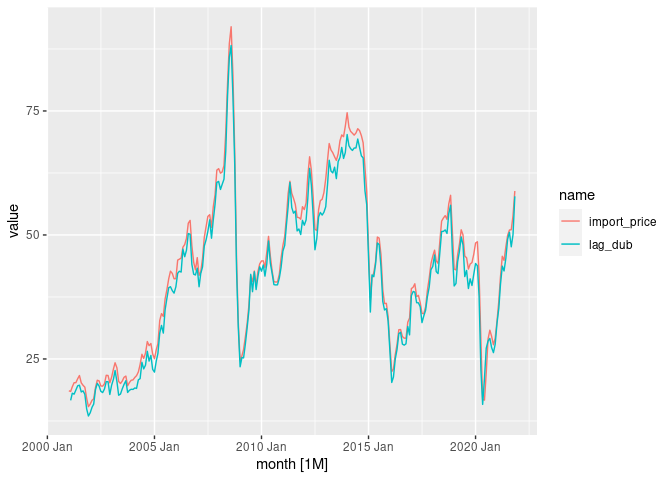 75
50
25
value
2000 Jan
2005 Jan
2010 Jan
2015 Jan
2020 Jan
month [1M]
name
import_price
lag_dub